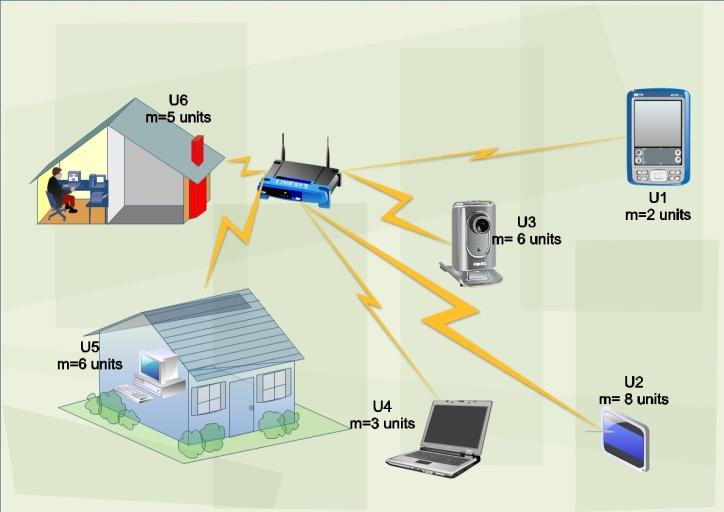 U6
m=5 units
LINKSYS
U1
m=2 units
U3
m= 6 units
U5
m=6 units
U4
m=3 units
U2
m= 8 units